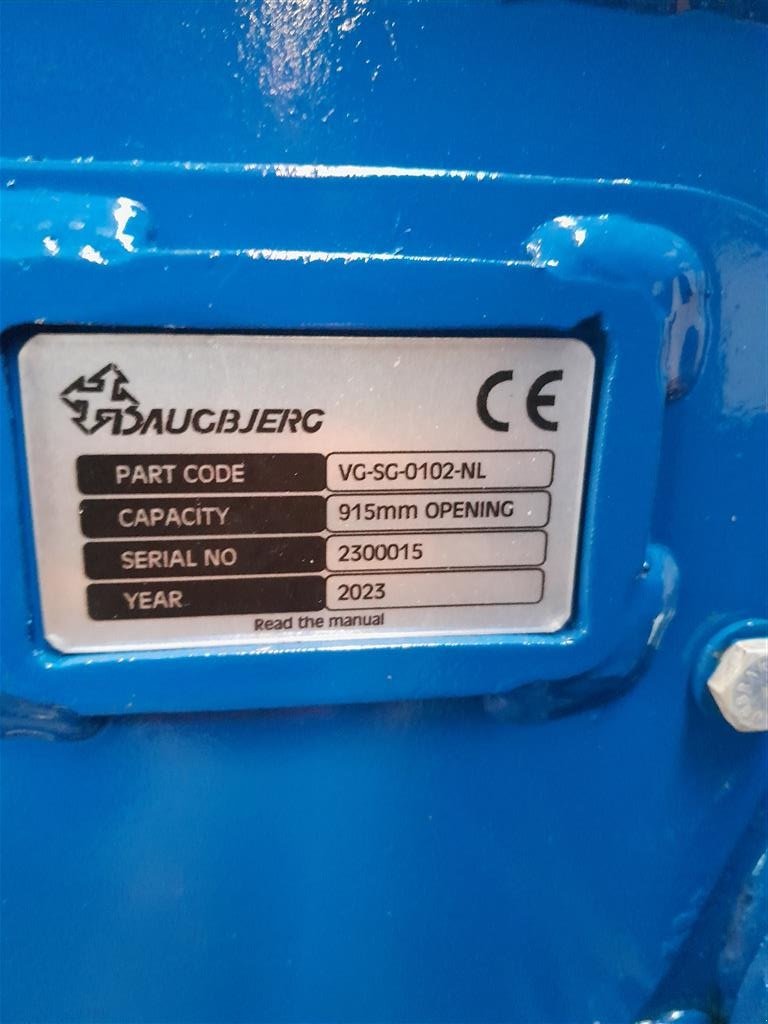 DAUGBJERG CE
PART CODE VG-SG-0102-NL
CAPACITY 915mm OPENING
SERIAL NO 2300015
YEAR 2023
Read the manual